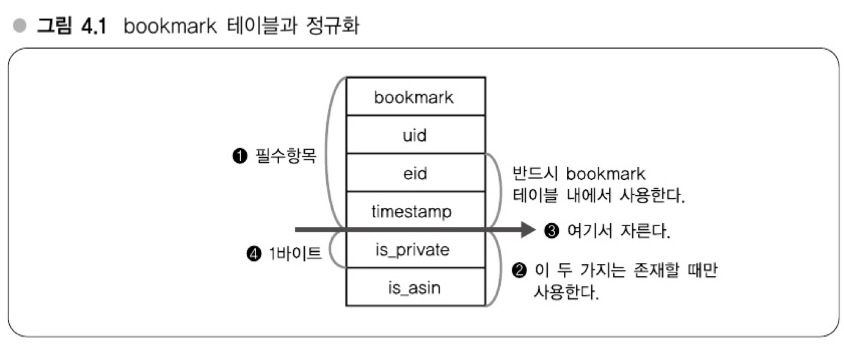 ● 그림 4.1 bookmark 테이블과 정규화
bookmark
uid
❶ 필수항목
eid
반드시 bookmark
테이블 내에서 사용한다.
timestamp
❸ 여기서 자른다.
❹ 1바이트
is_private
❷ 이 두 가지는 존재할 때만
사용한다.
is_asin